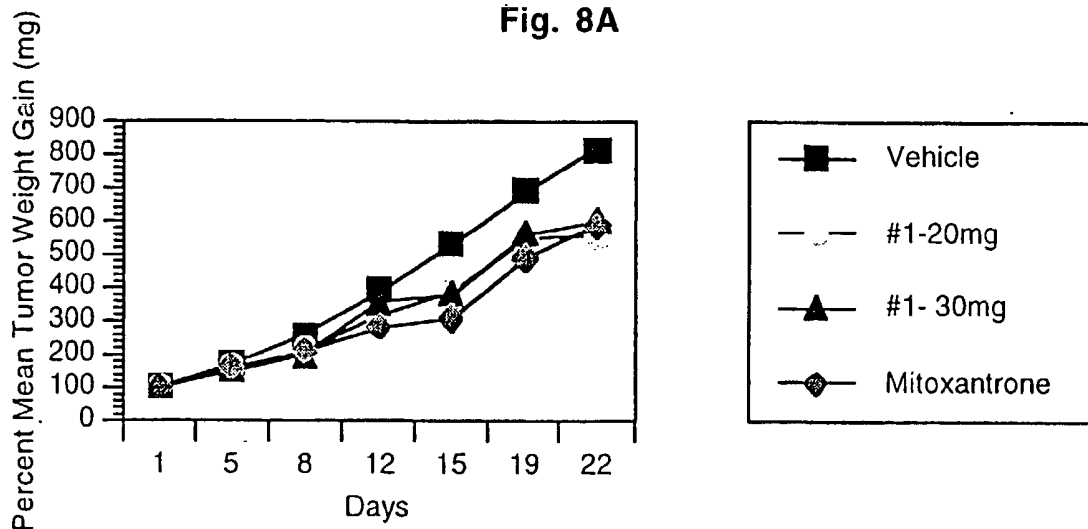 Fig. 8A
Percent Mean Tumor Weight Gain (mg)
900
800
700
600
500
400
300
200
100
0
1 5 8 12 15 19 22
Days
Vehicle
#1-20mg
#1- 30mg
Mitoxantrone